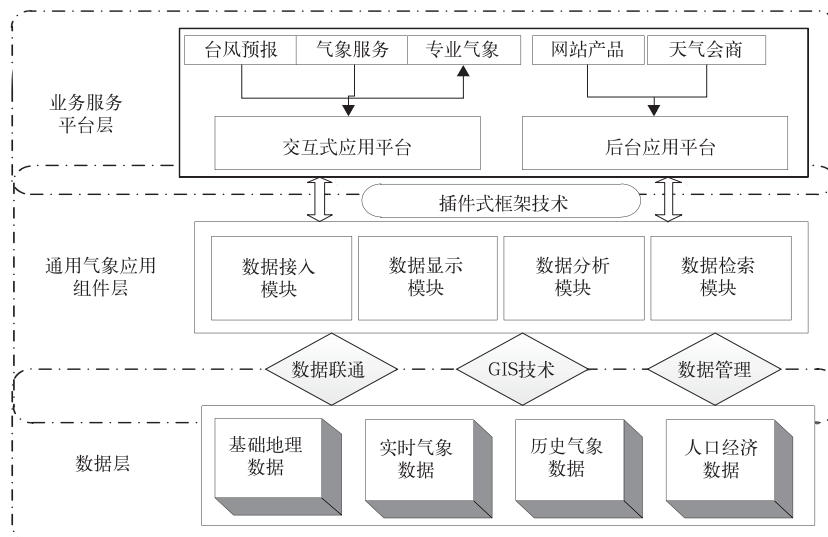 台风预报
气象服务
专业气象
网站产品
天气会商
业务服务
平台层
交互式应用平台
后台应用平台
插件式框架技术
通用气象应用
组件层
数据接入
模块
数据显示
模块
数据分析
模块
数据检索
模块
数据联通
GIS技术
数据管理
数据层
基础地理
数据
实时气象
数据
历史气象
数据
人口经济
数据